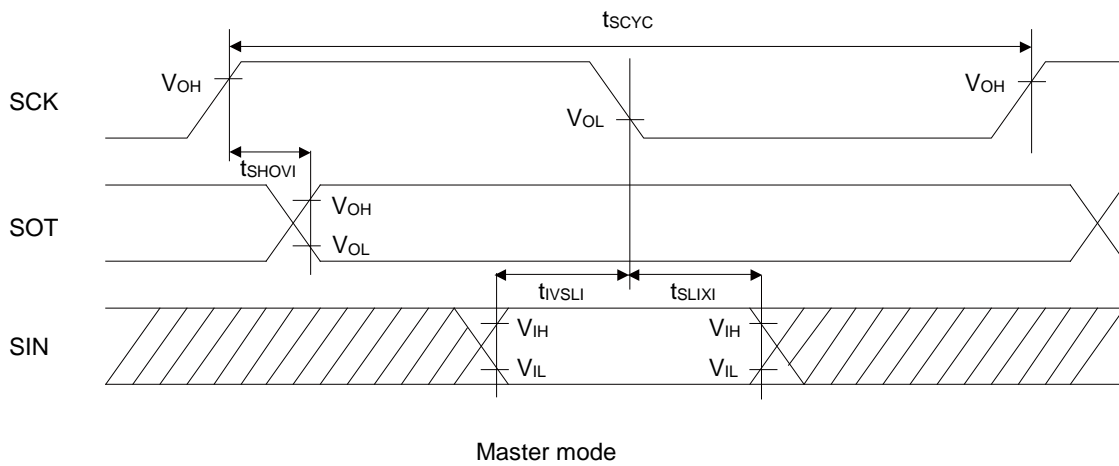 tSCYC
VOH
VOH
SCK
VOL
tSHOVI
VOH
SOT
VOL
tIVSLI
tSLIXI
VIH
VIH
SIN
VIL
VIL
Master mode